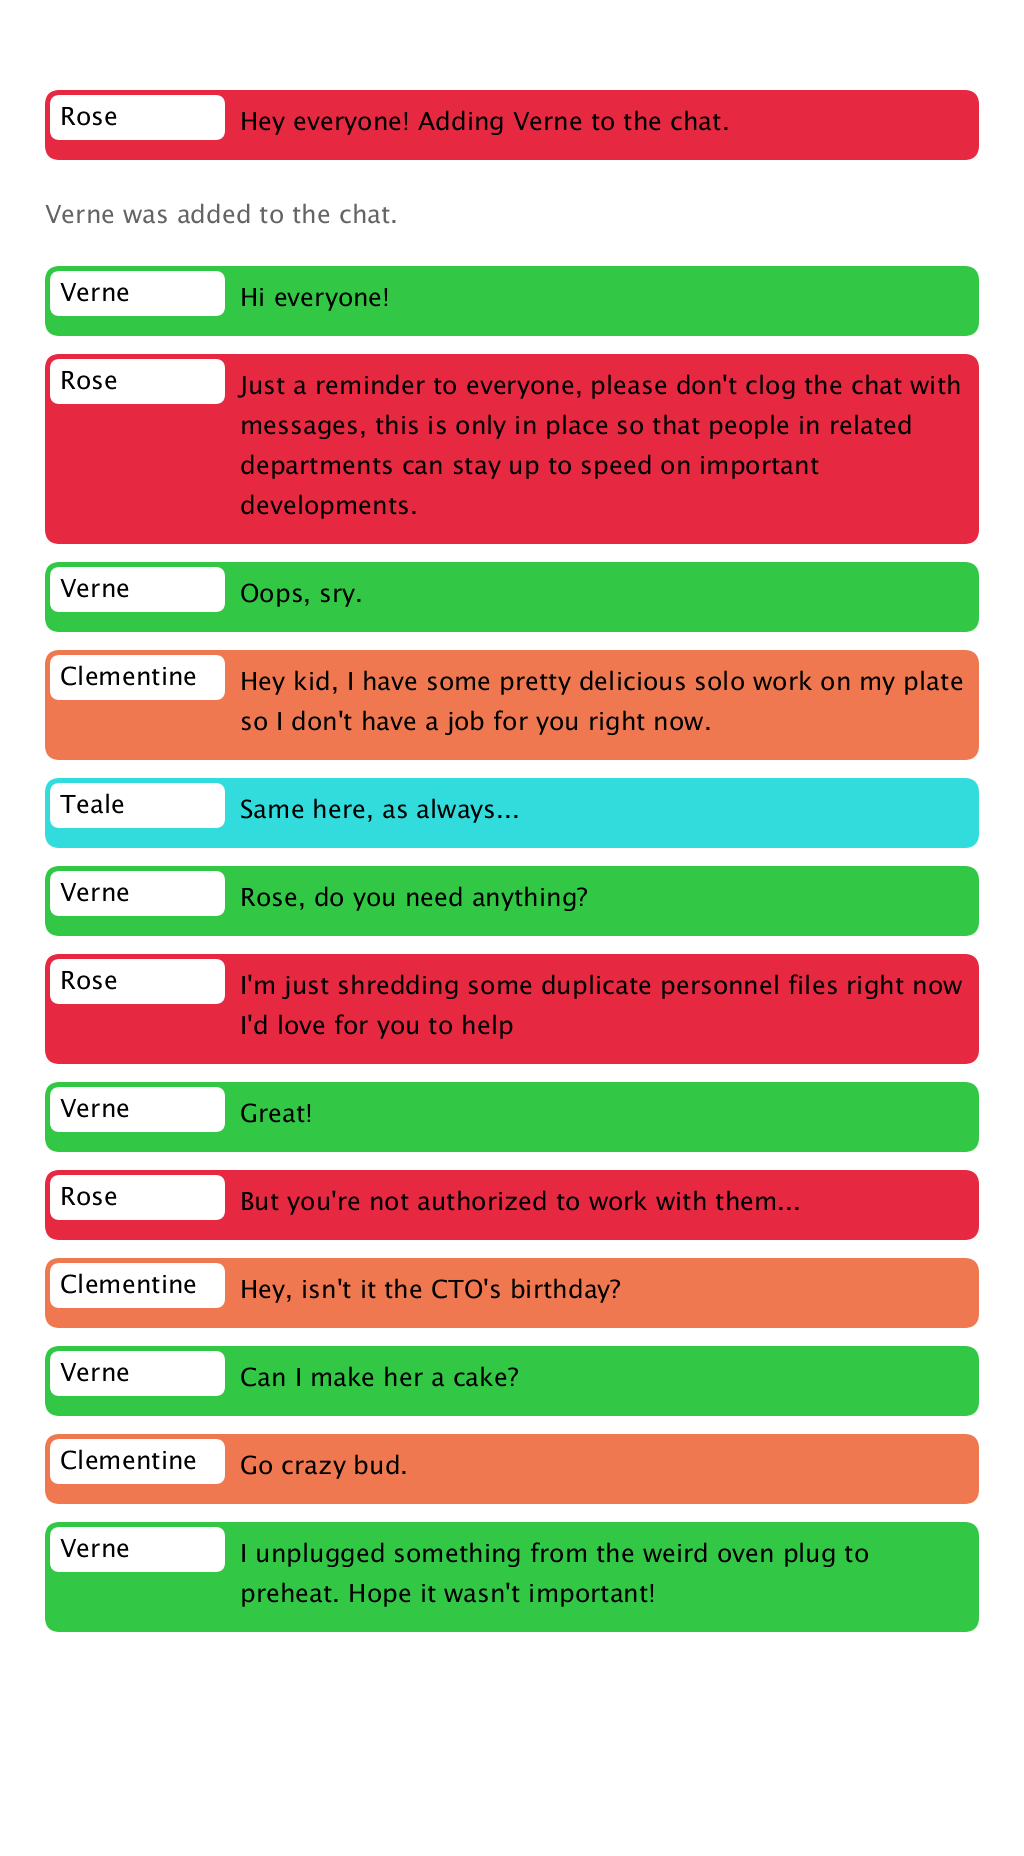 Rose
Hey everyone! Adding Verne to the chat.
Verne was added to the chat.
Verne
Hi everyone!
Rose
Just a reminder to everyone, please don't clog the chat with
messages, this is only in place so that people in related
departments can stay up to speed on important
developments.
Verne
Oops, sry.
Clementine
Hey kid, I have some pretty delicious solo work on my plate
so I don't have a job for you right now.
Teale
Same here, as always...
Verne
Rose, do you need anything?
Rose
I'm just shredding some duplicate personnel files right now
I'd love for you to help
Verne
Great!
Rose
But you're not authorized to work with them...
Clementine
Hey, isn't it the CTO's birthday?
Verne
Can I make her a cake?
Clementine
Go crazy bud.
Verne
I unplugged something from the weird oven plug to
preheat. Hope it wasn't important!